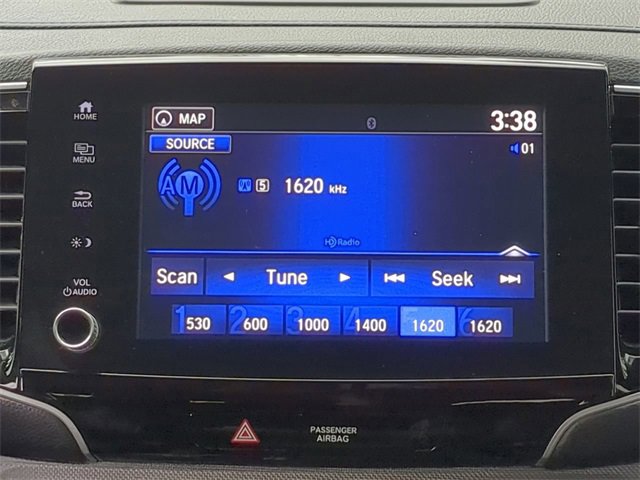 HOME
MENU
BACK
VOL
AUDIO
MAP
3:38
SOURCE
01
AM
5
1620 kHz
HD Radio
Scan
Tune
Seek
1 530
2 600
3 1000
4 1400
1620
6 1620
PASSENGER
AIRBAG